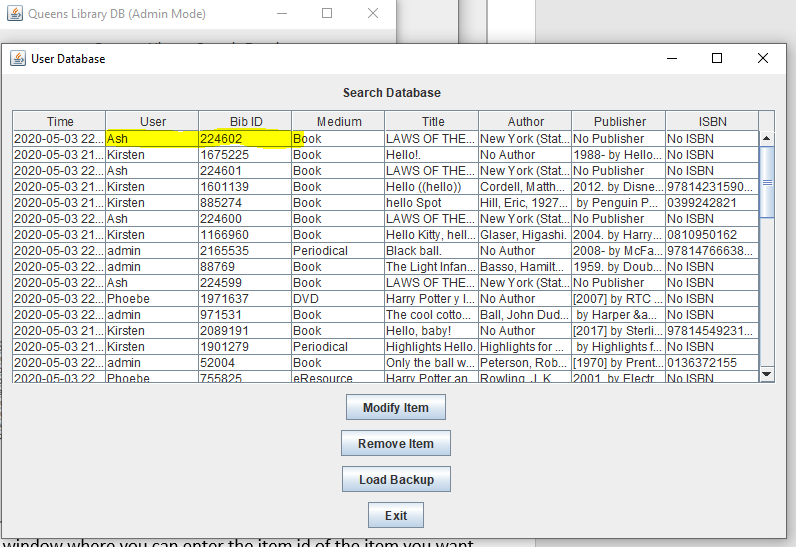 Queens Library DB (Admin Mode)
User Database
Search Database
Time User Bib ID Medium Title Author Publisher ISBN
2020-05-03 22... Ash 224602 Book LAWS OF THE... New York (Stat... No Publisher No ISBN
2020-05-03 21... Kirsten 1675225 Book Hello!. No Author 1988- by Hello... No ISBN
2020-05-03 22... Ash 224601 Book LAWS OF THE... New York (Stat... No Publisher No ISBN
2020-05-03 21... Kirsten 1601139 Book Hello ((hello)) Cordell, Matth... 2012. by Disne... 97814231590...
2020-05-03 21... Kirsten 885274 Book hello Spot Hill, Eric, 1927... by Penguin P... 0399242821
2020-05-03 22... Ash 224600 Book LAWS OF THE... New York (Stat... No Publisher No ISBN
2020-05-03 21... Kirsten 1166960 Book Hello Kitty, hell... Glaser, Higashi. 2004. by Harry... 0810950162
2020-05-03 22... admin 2165535 Periodical Black ball. No Author 2008- by McFa... 97814766638...
2020-05-03 22... admin 88769 Book The Light Infan... Basso, Hamilt... 1959. by Doub... No ISBN
2020-05-03 22... Ash 224599 Book LAWS OF THE... New York (Stat... No Publisher No ISBN
2020-05-03 22... Phoebe 1971637 DVD Harry Potter y l... No Author [2007] by RTC ... No ISBN
2020-05-03 22... admin 971531 Book The cool cotto... Ball, John Dud... by Harper &a... No ISBN
2020-05-03 21... Kirsten 2089191 Book Hello, baby! No Author [2017] by Sterli... 97814549231...
2020-05-03 21... Kirsten 1901279 Periodical Highlights Hello. Highlights for ... by Highlights f... No ISBN
2020-05-03 22... admin 52004 Book Only the ball w... Peterson, Rob... [1970] by Prent... 0136372155
2020-05-03 22 Phoebe 755825 eResource Harry Potter an Rowling, J. K. 2001. by Electr No ISBN
Modify Item
Remove Item
Load Backup
Exit
window where you can enter the item id of the item you want